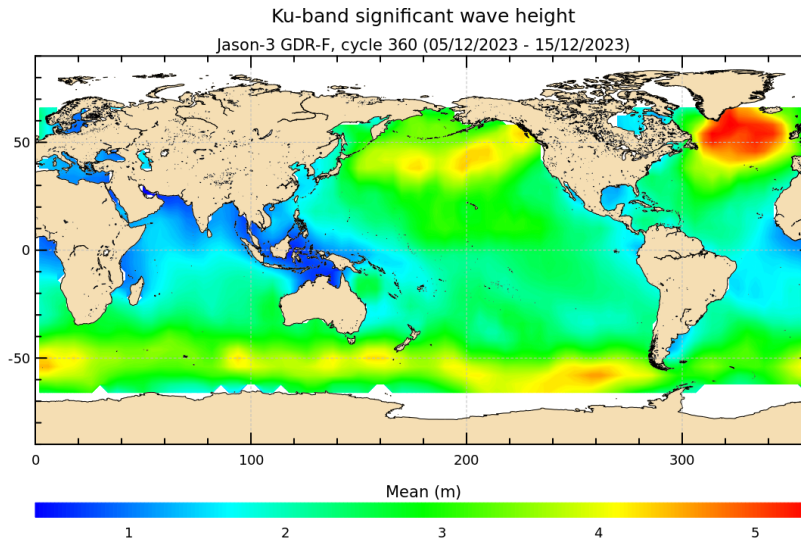 Ku-band significant wave height
Jason-3 GDR-F, cycle 360 (05/12/2023 - 15/12/2023)
50
0
-50
0 100 200 300
Mean (m)
1 2 3 4 5